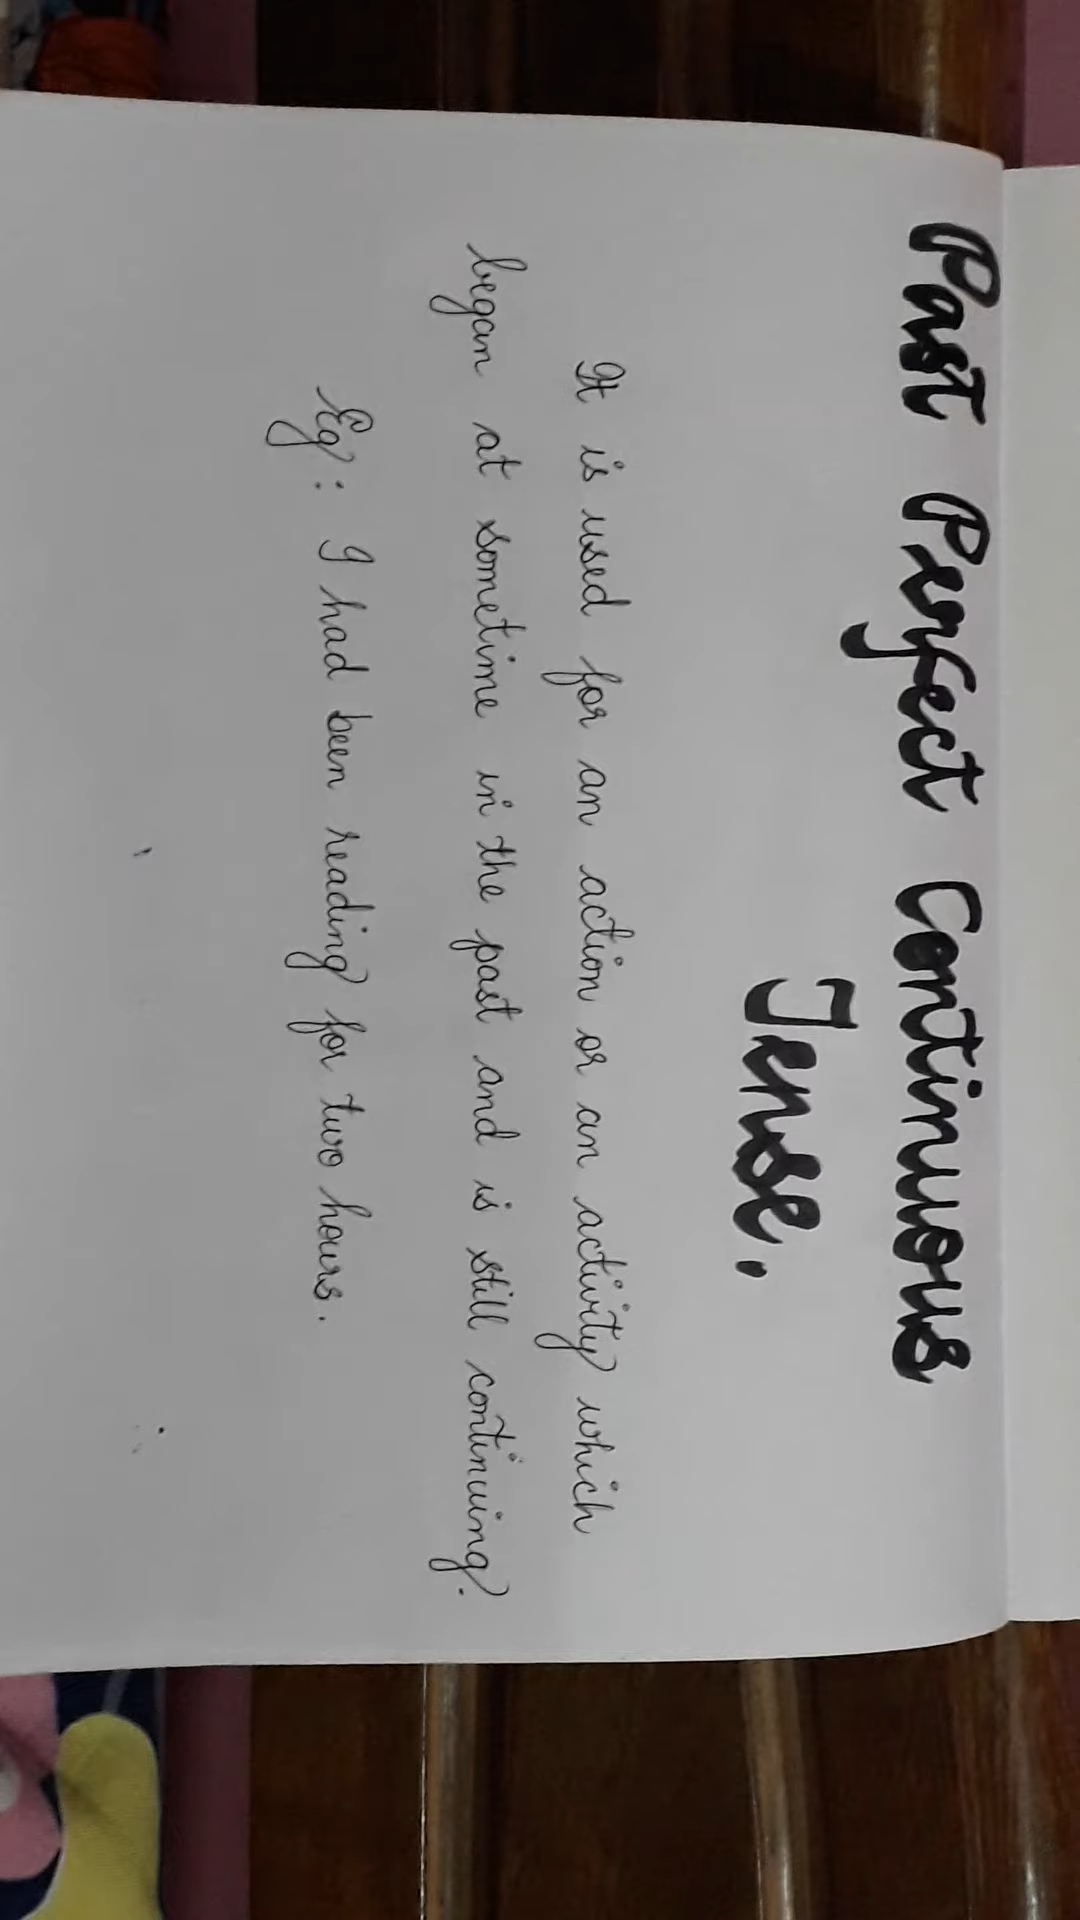 Past Perfect Continuous
Tense.
It is used for an action or an activity which
began at sometime in the past and is still continuing.
Eg: I had been reading for two hours.